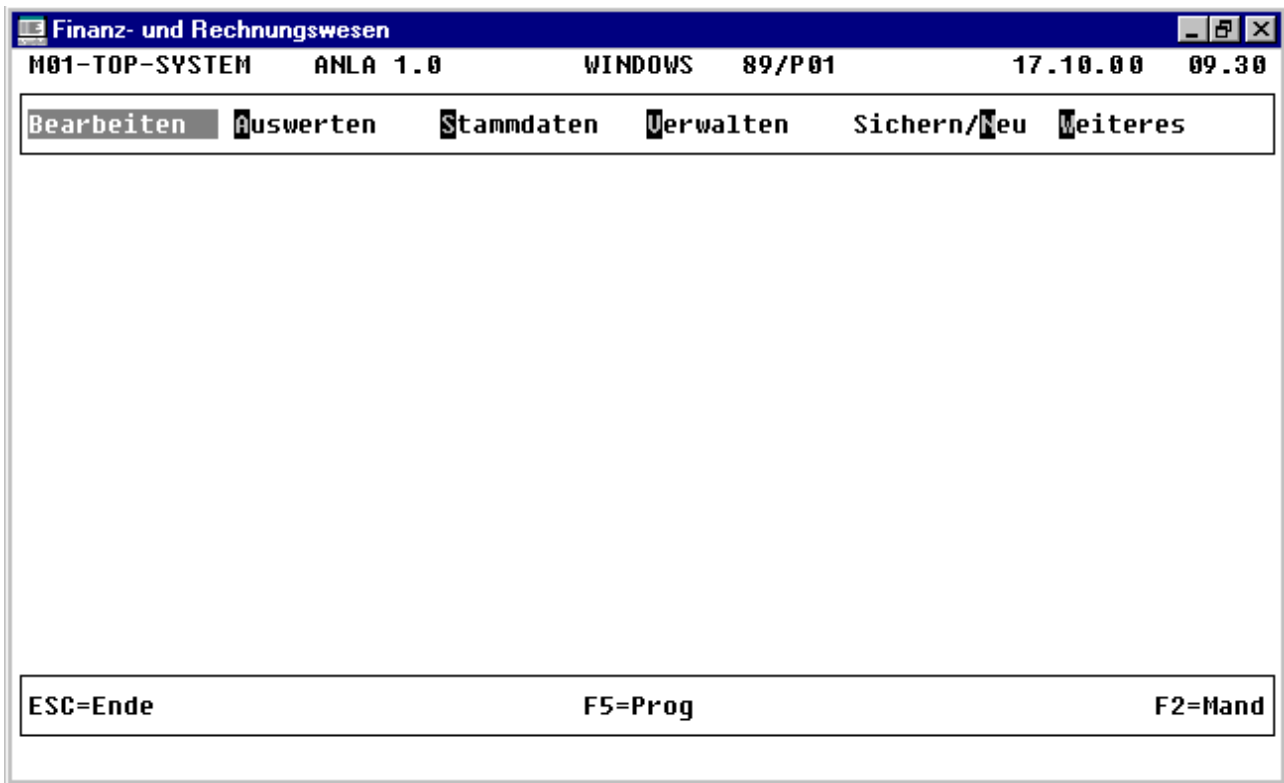 Finanz- und Rechnungswesen
M01-TOP-SYSTEM ANLA 1.0 WINDOWS 89/P01 17.10.00 09.30
Bearbeiten Auswerten Stammdaten Verwalten Sichern/Neu Weiteres
ESC=Ende F5=Prog F2=Mand